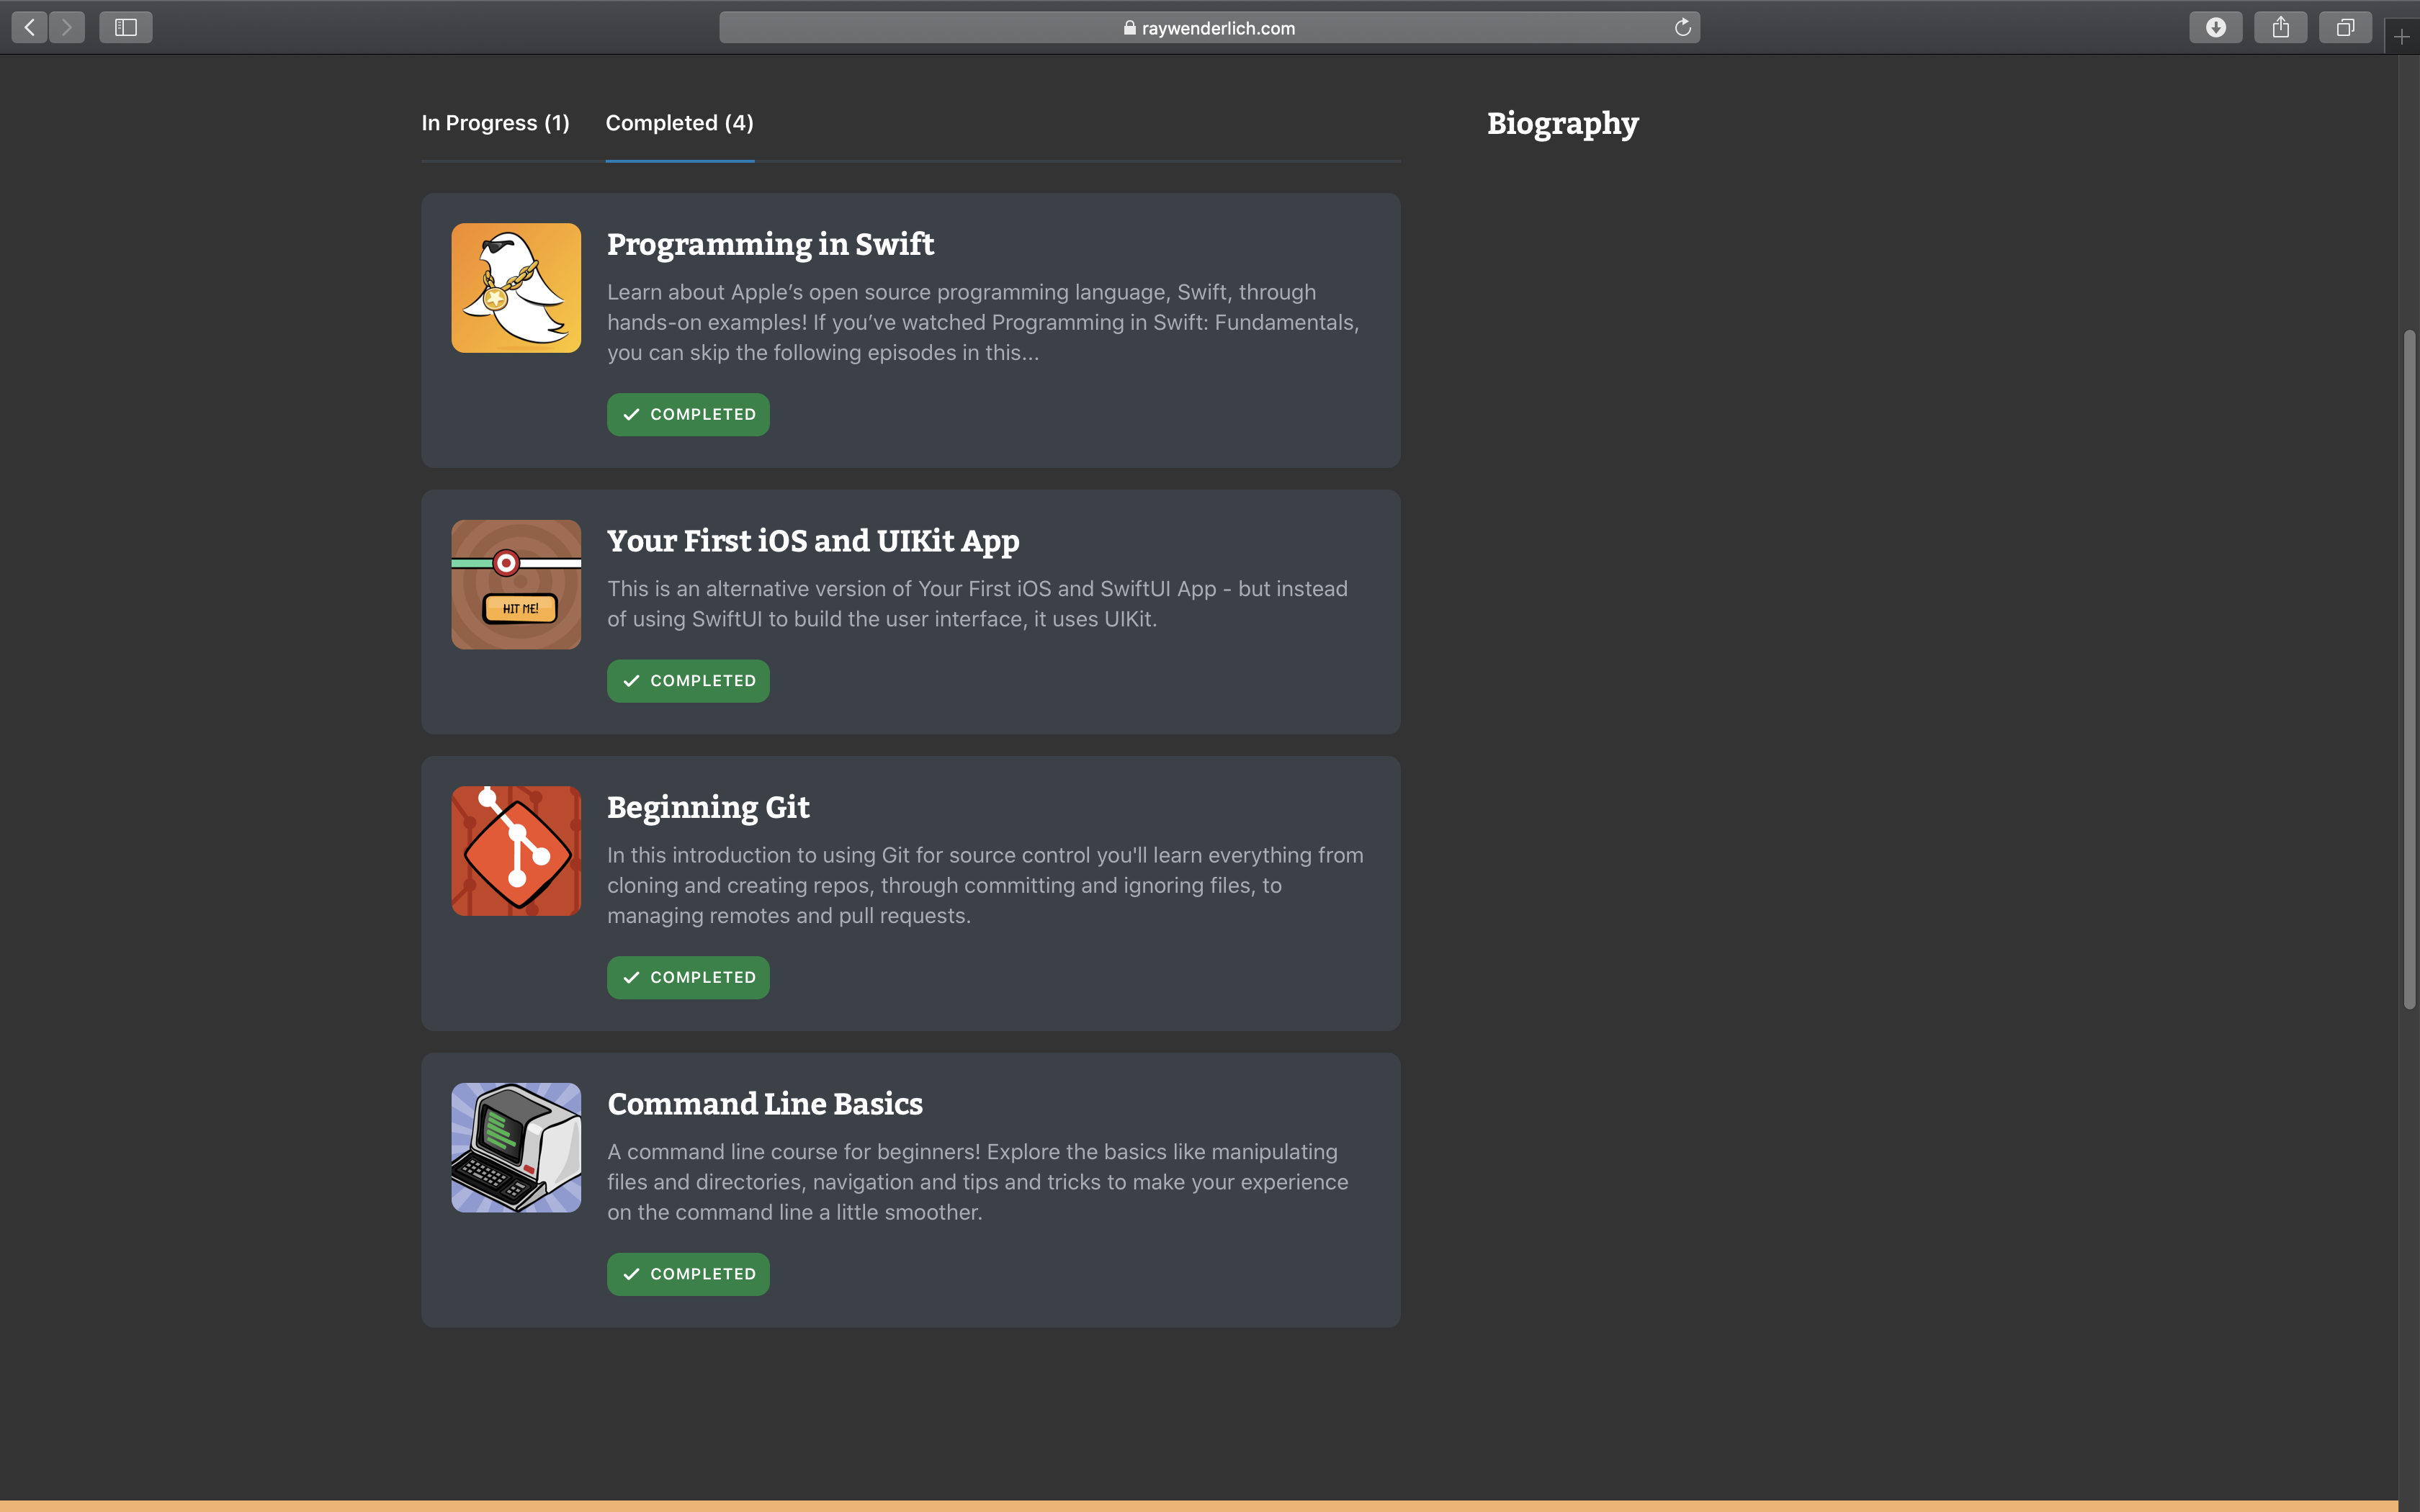 raywenderlich.com
In Progress (1)
Completed (4)
Biography
Programming in Swift
Learn about Apple’s open source programming language, Swift, through
hands-on examples! If you’ve watched Programming in Swift: Fundamentals,
you can skip the following episodes in this...
COMPLETED
Your First iOS and UIKit App
HIT ME!
This is an alternative version of Your First iOS and SwiftUI App - but instead
of using SwiftUI to build the user interface, it uses UIKit.
COMPLETED
Beginning Git
In this introduction to using Git for source control you'll learn everything from
cloning and creating repos, through committing and ignoring files, to
managing remotes and pull requests.
COMPLETED
Command Line Basics
A command line course for beginners! Explore the basics like manipulating
files and directories, navigation and tips and tricks to make your experience
on the command line a little smoother.
COMPLETED